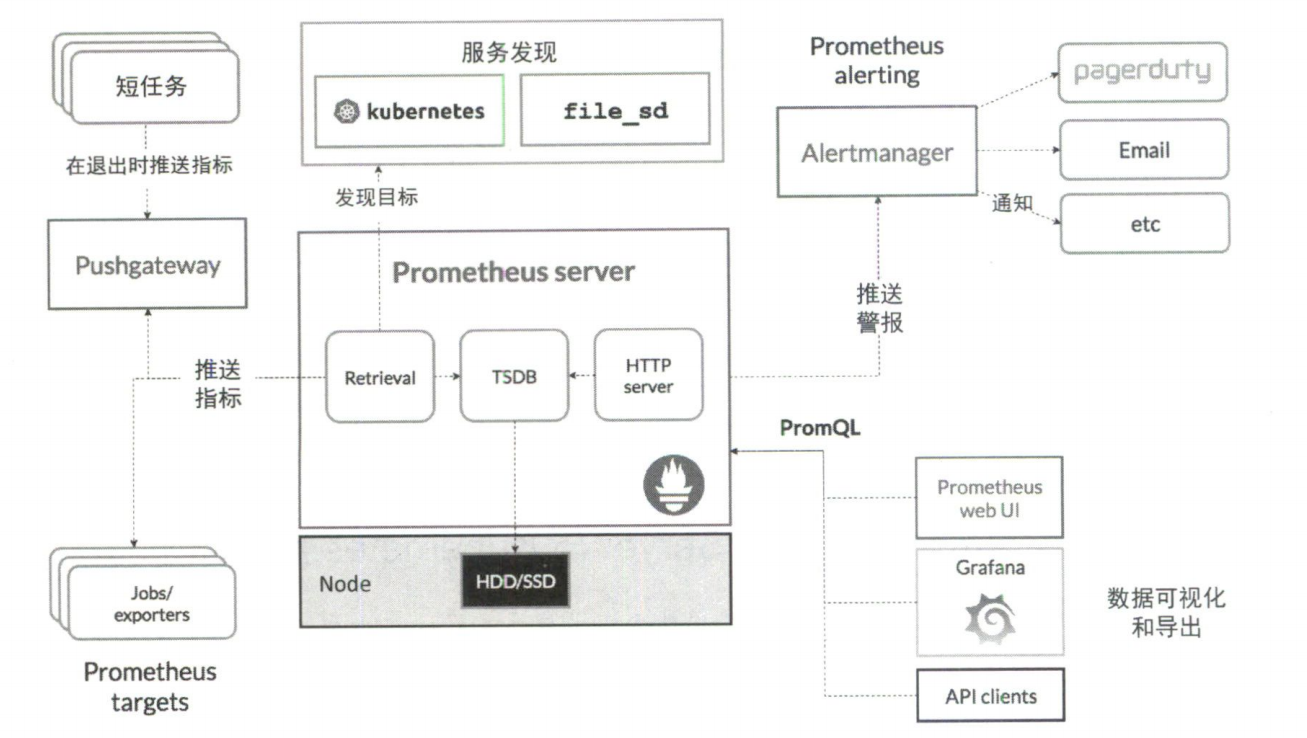 短任务
在退出时推送指标
Pushgateway
推送
指标
Jobs/
exporters
Prometheus
targets
服务发现
kubernetes
file_sd
发现目标
Prometheus server
Retrieval
TSDB
HTTP
server
Node
HDD/SSD
Prometheus
alerting
Alertmanager
pagerduty
Email
通知
etc
推送
警报
PromQL
Prometheus
web UI
Grafana
API clients
数据可视化
和导出